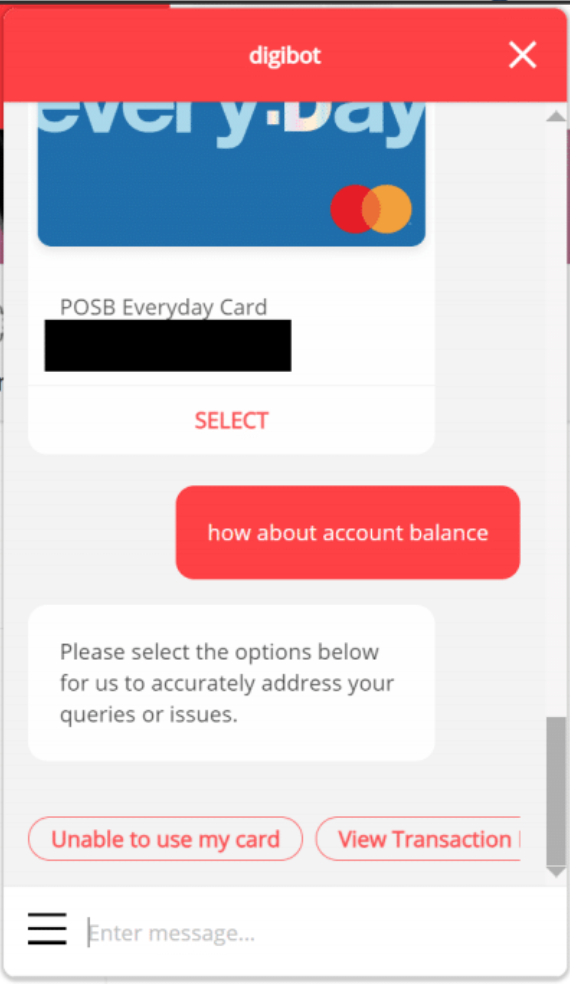 digibot
every.Day
POSB Everyday Card
SELECT
how about account balance
Please select the options below
for us to accurately address your
queries or issues.
Unable to use my card
View Transaction
Enter message...